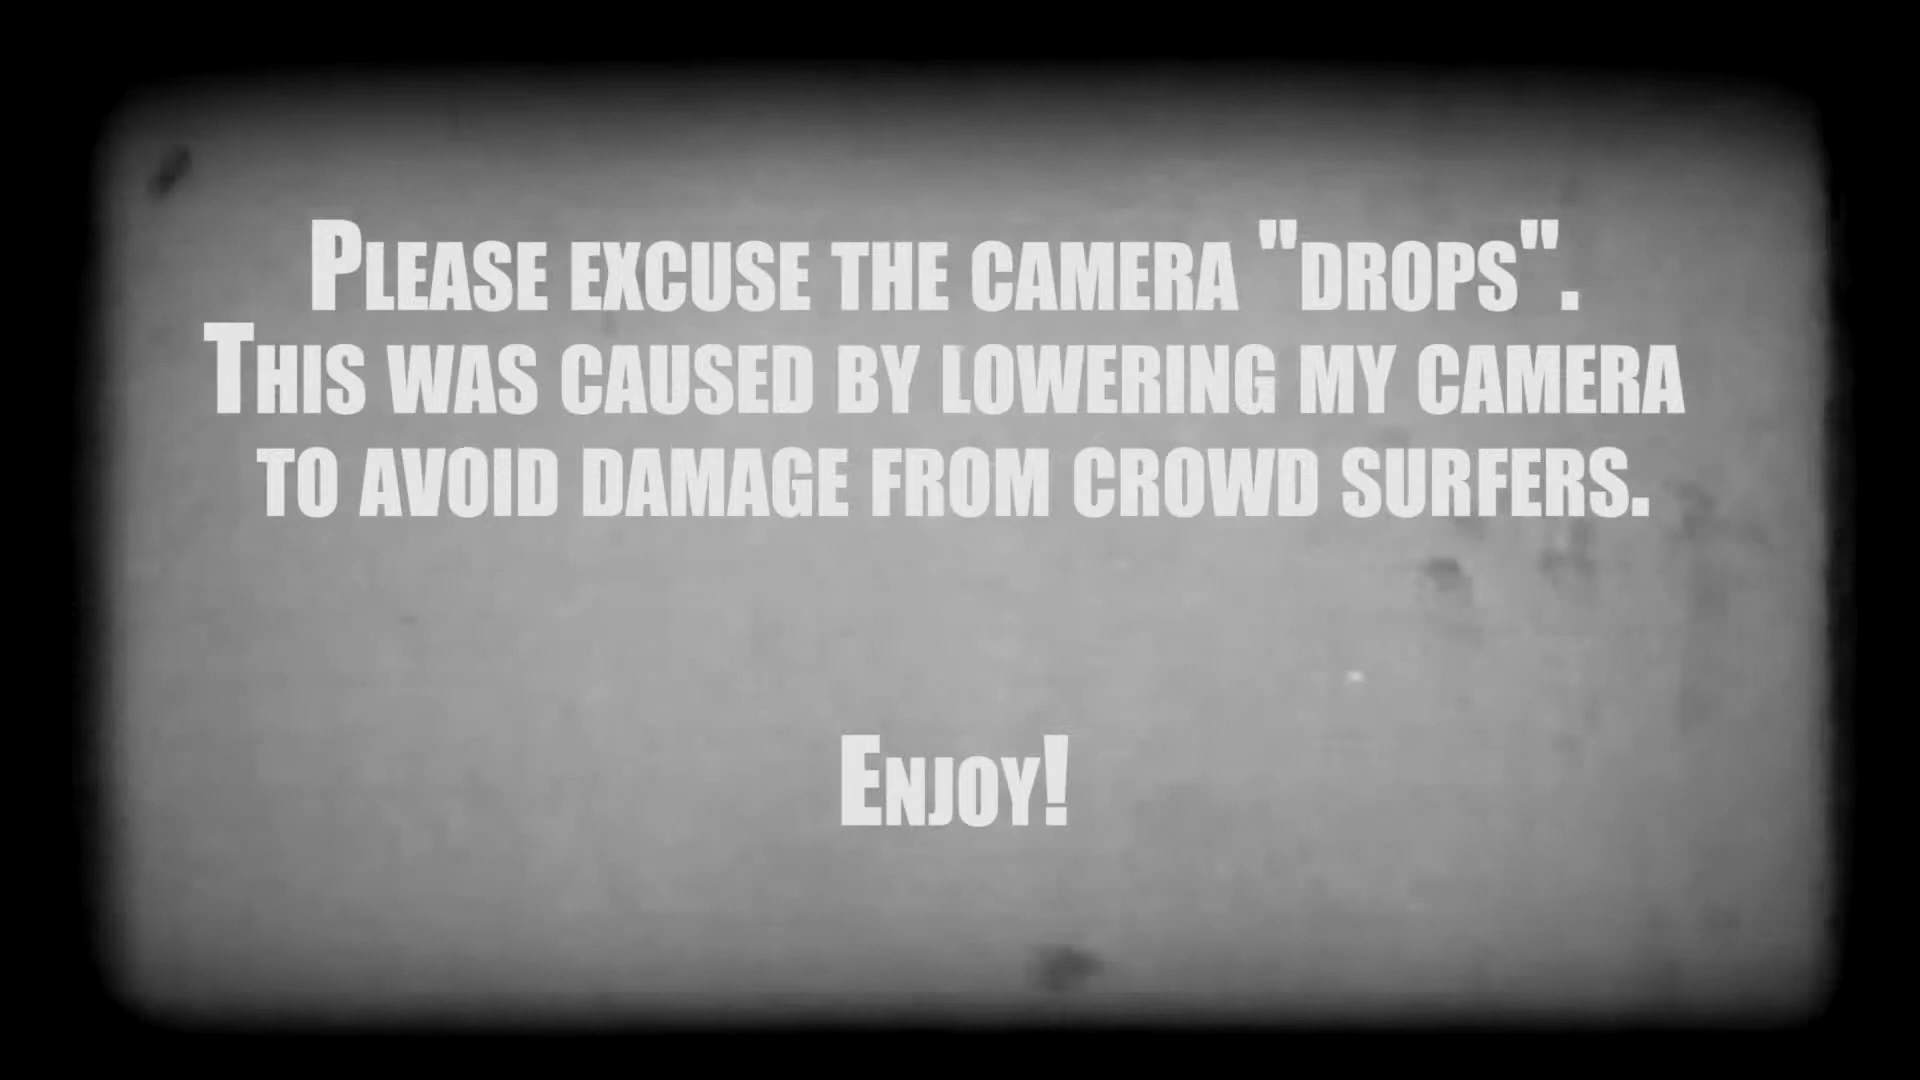 Please excuse the camera "drops".
This was caused by lowering my camera
to avoid damage from crowd surfers.
Enjoy!